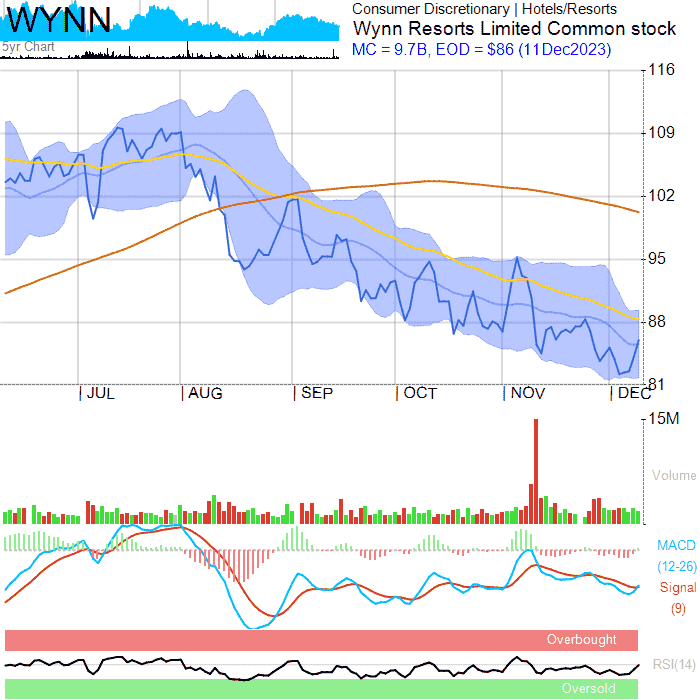 WYNN
5yr Chart
Consumer Discretionary | Hotels/Resorts
Wynn Resorts Limited Common stock
MC = 9.7B, EOD = $86 (11Dec2023)
116
109
102
95
88
81
JUL AUG SEP OCT NOV DEC
15M
Volume
MACD
(12-26)
Signal
(9)
Overbought
RSI(14)
Oversold